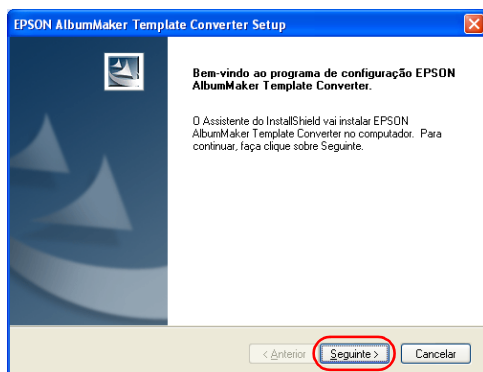 EPSON AlbumMaker Template Converter Setup
Bem-vindo ao programa de configuração EPSON
AlbumMaker Template Converter.
O Assistente do InstallShield vai instalar EPSON
AlbumMaker Template Converter no computador. Para
continuar, faça clique sobre Seguinte.
< Anterior
Seguinte >
Cancelar